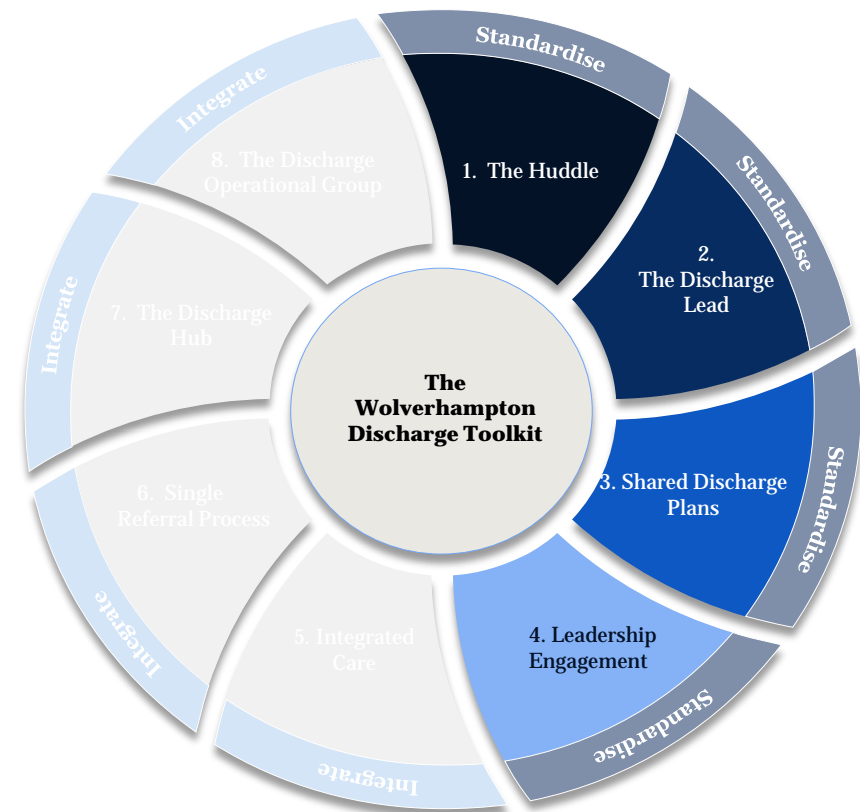 The
Wolverhampton
Discharge Toolkit
Standardise
1. The Huddle
Standardise
2.
The Discharge
Lead
Standardise
3. Shared Discharge
Plans
Standardise
4. Leadership
Engagement
Integrate
5. Integrated
Care
Integrate
6. Single
Referral Process
Integrate
7. The Discharge
Hub
Integrate
8. The Discharge
Operational Group